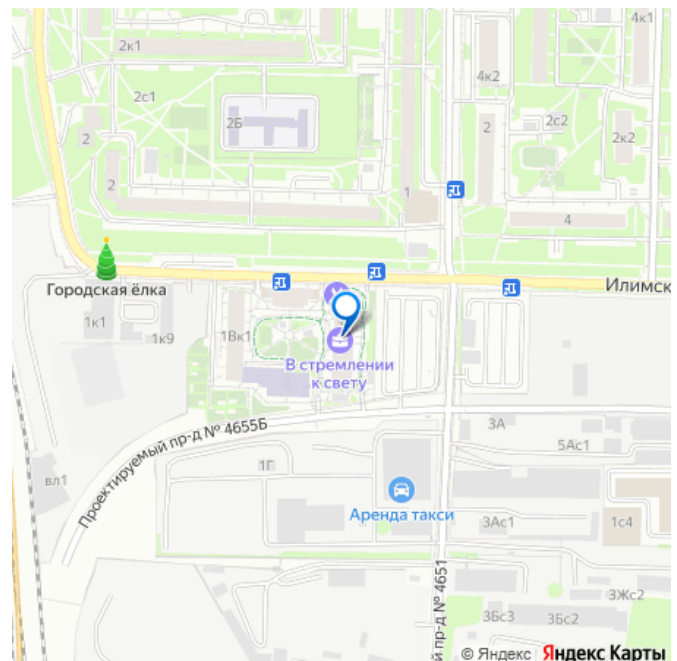 4к1
2к1
4к2
2с1
2Б
2
2с2
2
2к2
2
1
4
Илимск
Городская ёлка
1к1
1к9
1Вк1
В стремлении
к свету
Проектируемый пр-д № 4655Б
3А
5Ас1
1Г
вл1
Аренда такси
3Ас1
1с4
й пр-д № 4651
3Жс2
3Бс3
3Бс2
© Яндекс Яндекс Карты